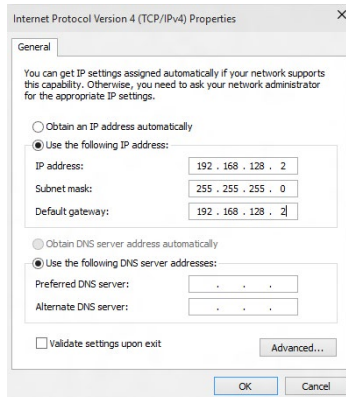 Internet Protocol Version 4 (TCP/IPv4) Properties
General
You can get IP settings assigned automatically if your network supports
this capability. Otherwise, you need to ask your network administrator
for the appropriate IP settings.
Obtain an IP address automatically
Use the following IP address:
IP address: 192 . 168 . 128 . 2
Subnet mask: 255 . 255 . 255 . 0
Default gateway: 192 . 168 . 128 . 2
Obtain DNS server address automatically
Use the following DNS server addresses:
Preferred DNS server: . . .
Alternate DNS server: . . .
Validate settings upon exit
Advanced...
OK Cancel